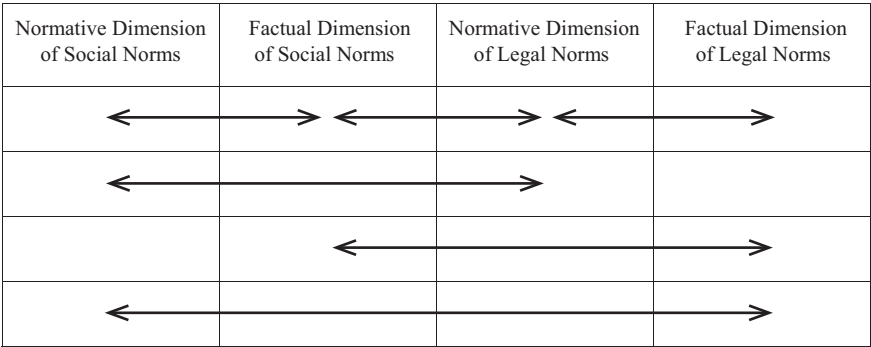 Normative Dimension
of Social Norms
Factual Dimension
of Social Norms
Normative Dimension
of Legal Norms
Factual Dimension
of Legal Norms